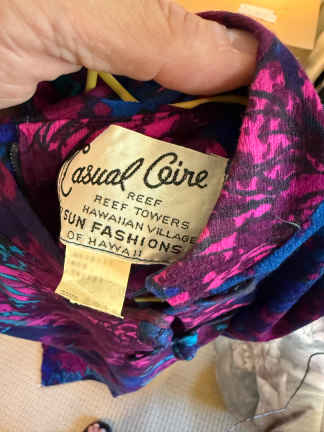 Casual Aire
REEF
REEF TOWERS
HAWAIIAN VILLAGE
SUN FASHIONS
OF HAWAII